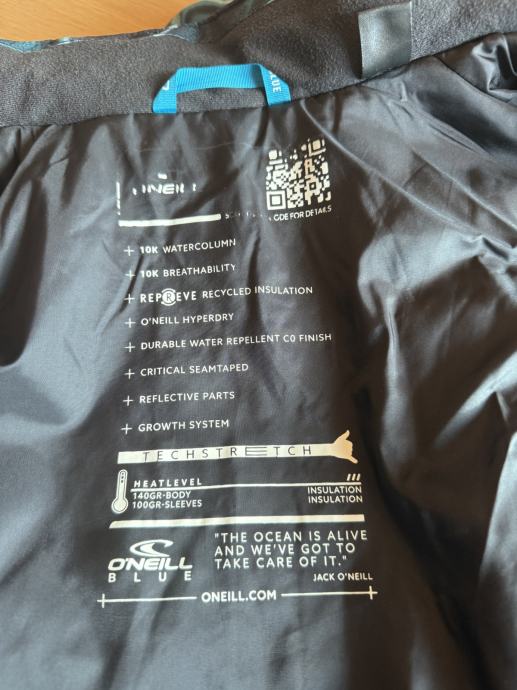 BLUE
O'NEILL
CODE FOR DETAILS
+ 10K WATERCOLUMN
+ 10K BREATHABILITY
+ REPREVE RECYCLED INSULATION
+ O'NEILL HYPERDRY
+ DURABLE WATER REPELLENT C0 FINISH
+ CRITICAL SEAMTAPED
+ REFLECTIVE PARTS
+ GROWTH SYSTEM
TECHSTRETCH
HEATLEVEL
140GR-BODY INSULATION
100GR-SLEEVES INSULATION
"THE OCEAN IS ALIVE
AND WE'VE GOT TO
TAKE CARE OF IT."
JACK O'NEILL
O'NEILL
BLUE
ONEILL.COM